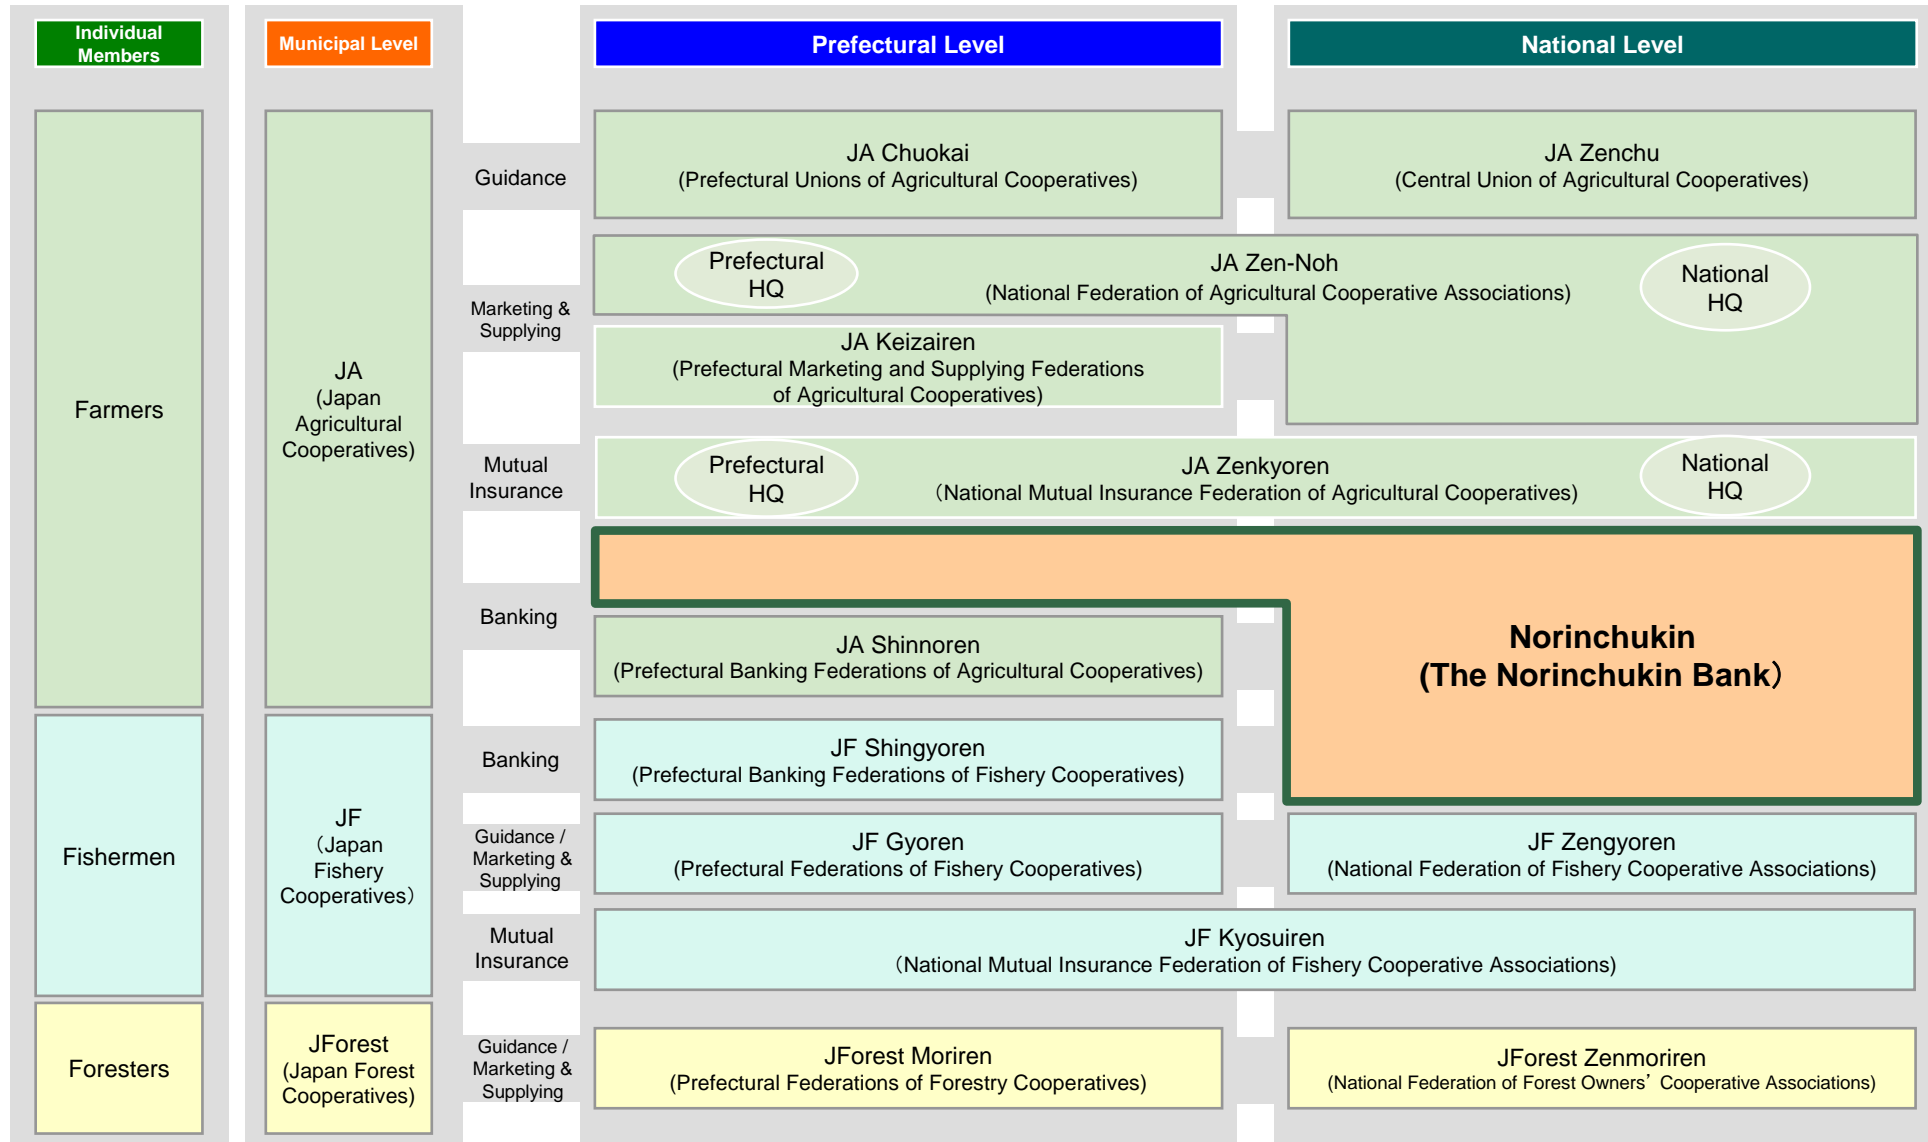 Individual
Members
Municipal Level
Prefectural Level
National Level
Farmers
JA
(Japan
Agricultural
Cooperatives)
Guidance
JA Chuokai
(Prefectural Unions of Agricultural Cooperatives)
JA Zenchu
(Central Union of Agricultural Cooperatives)
Marketing &
Supplying
Prefectural
HQ
JA Zen-Noh
(National Federation of Agricultural Cooperative Associations)
National
HQ
JA Keizairen
(Prefectural Marketing and Supplying Federations
of Agricultural Cooperatives)
Mutual
Insurance
Prefectural
HQ
JA Zenkyoren
（National Mutual Insurance Federation of Agricultural Cooperatives)
National
HQ
Banking
Norinchukin
(The Norinchukin Bank）
JA Shinnoren
(Prefectural Banking Federations of Agricultural Cooperatives)
Fishermen
JF
（Japan
Fishery
Cooperatives）
Banking
JF Shingyoren
(Prefectural Banking Federations of Fishery Cooperatives)
Guidance /
Marketing &
Supplying
JF Gyoren
(Prefectural Federations of Fishery Cooperatives)
JF Zengyoren
(National Federation of Fishery Cooperative Associations)
Mutual
Insurance
JF Kyosuiren
（National Mutual Insurance Federation of Fishery Cooperative Associations)
Foresters
JForest
(Japan Forest
Cooperatives)
Guidance /
Marketing &
Supplying
JForest Moriren
(Prefectural Federations of Forestry Cooperatives)
JForest Zenmoriren
(National Federation of Forest Owners’ Cooperative Associations)